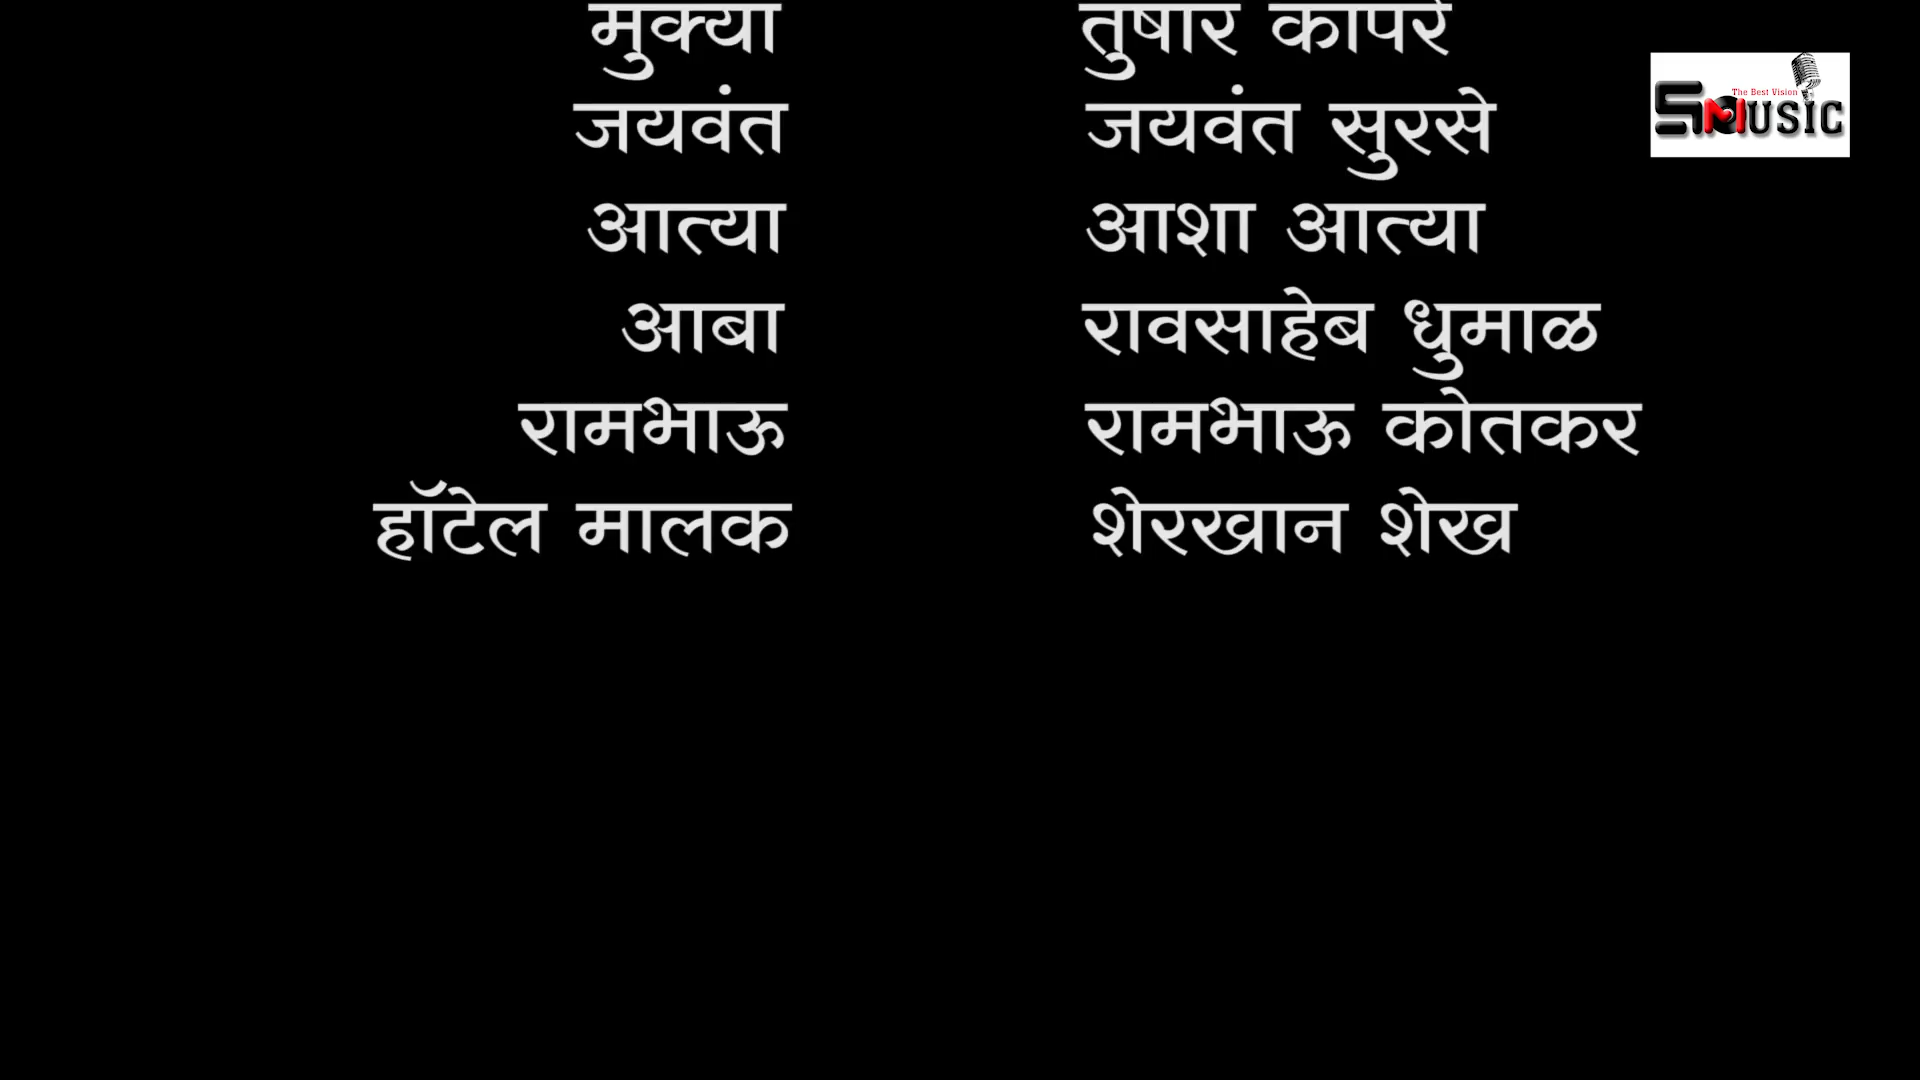 मुक्या तुषार कापरे
The Best Vision
SMusic
जयवंत जयवंत सुरसे
आत्या आशा आत्या
आबा रावसाहेब धुमाळ
रामभाऊ रामभाऊ कोतकर
हॉटेल मालक शेरखान शेख